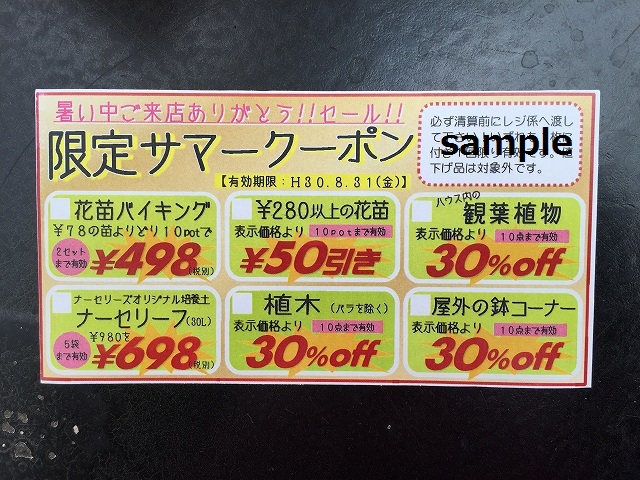 暑い中ご来店ありがとう!!セール!!
限定サマークーポン
【有効期限：H30.8.31(金)】
必ず清算前にレジ係へ渡して
sample
下げ品は対象外です。
花苗バイキング
¥78の苗よりどり10potで
2セットまで有効
¥498(税別)
¥280以上の花苗
表示価格より
10potまで有効
¥50引き
ハウス内の
観葉植物
表示価格より
10点まで有効
30%off
ナーセリーズオリジナル培養土
ナーセリーフ(30L)
¥980を
5袋まで有効
¥698(税別)
植木(バラを除く)
表示価格より
10点まで有効
30%off
屋外の鉢コーナー
表示価格より
10点まで有効
30%off